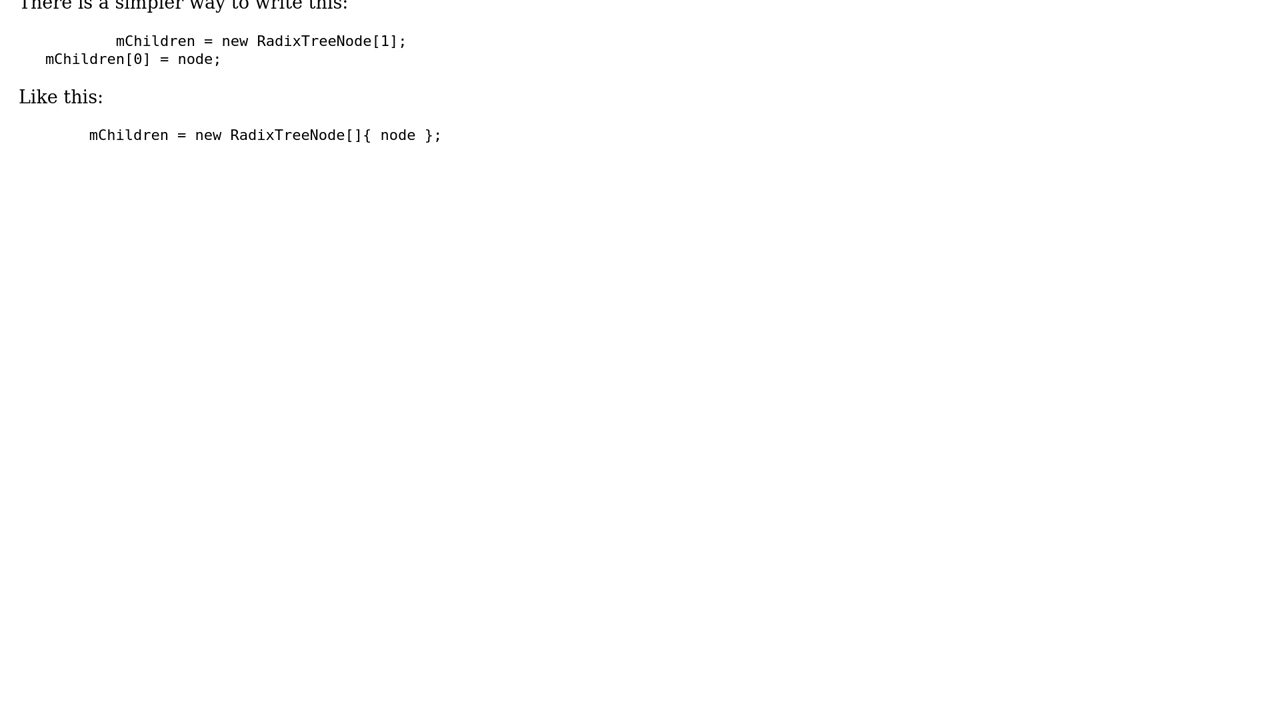 There is a simpler way to write this:
mChildren = new RadixTreeNode[1];
mChildren[0] = node;
Like this:
mChildren = new RadixTreeNode[]{ node };